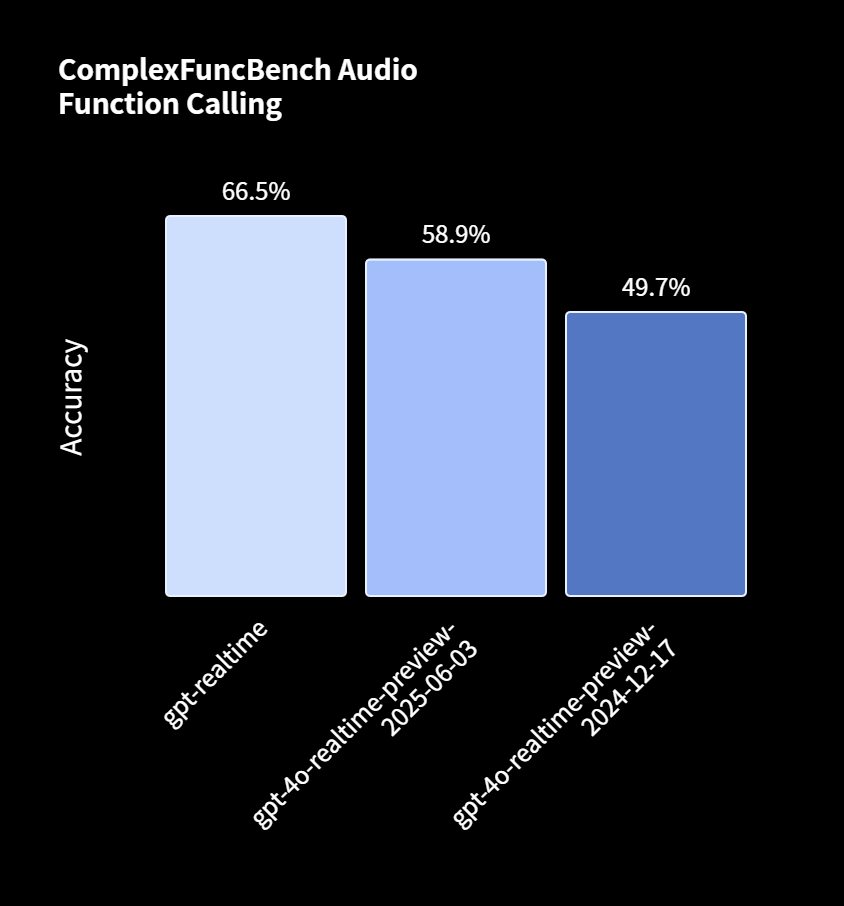 ComplexFuncBench Audio
Function Calling
66.5%
58.9%
49.7%
Accuracy
gpt-realtime
gpt-4o-realtime-preview-
2025-06-03
gpt-4o-realtime-preview-
2024-12-17